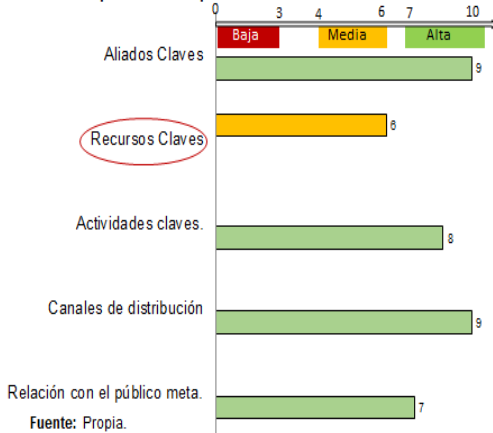 0 3 4 6 7 10
Baja Media Alta
Aliados Claves 9
Recursos Claves 6
Actividades claves. 8
Canales de distribución 9
Relación con el público meta. 7
Fuente: Propia.